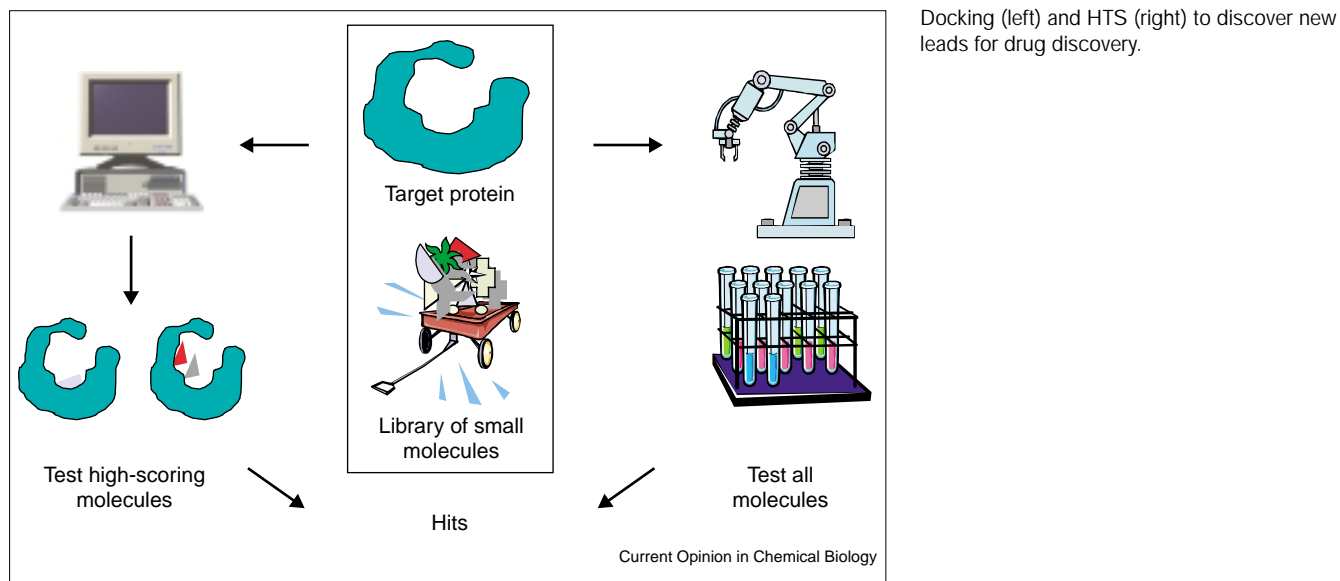 Docking (left) and HTS (right) to discover new
leads for drug discovery.
Target protein
Library of small
molecules
Test high-scoring
molecules
Test all
molecules
Hits
Current Opinion in Chemical Biology